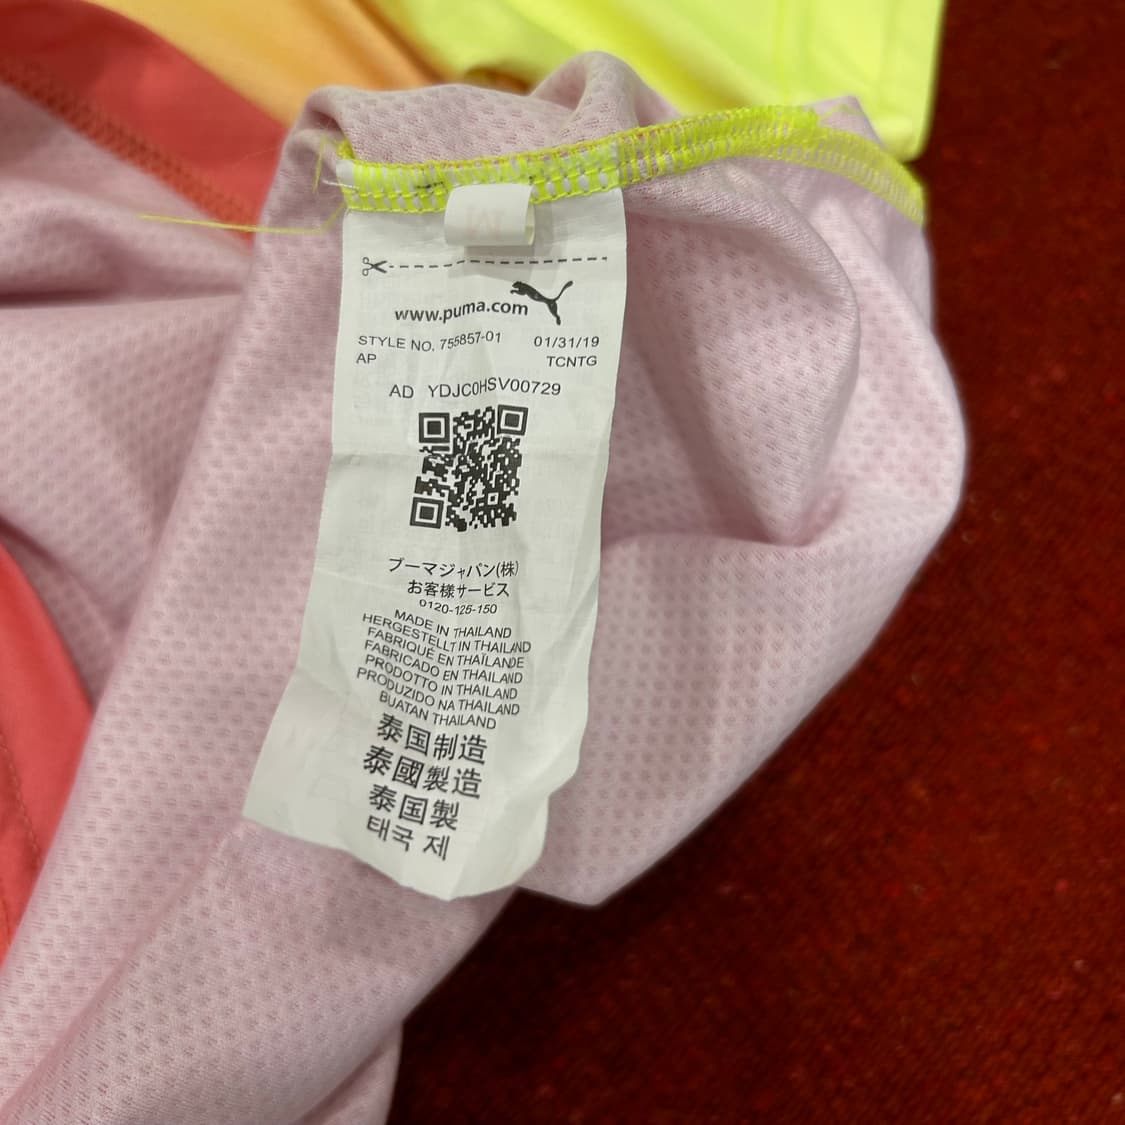 M
www.puma.com
STYLE NO. 755857-01 01/31/19
AP TCNTG
AD YDJC0HSV00729
プーマジャパン(株)
お客様サービス
0120-125-150
MADE IN THAILAND
HERGESTELLT IN THAILAND
FABRIQUÉ EN THAÏLANDE
FABRICADO EN THAILAND
PRODOTTO IN THAILAND
PRODUZIDO NA THAILAND
BUATAN THAILAND
泰国制造
泰國製造
泰国製
태국 제